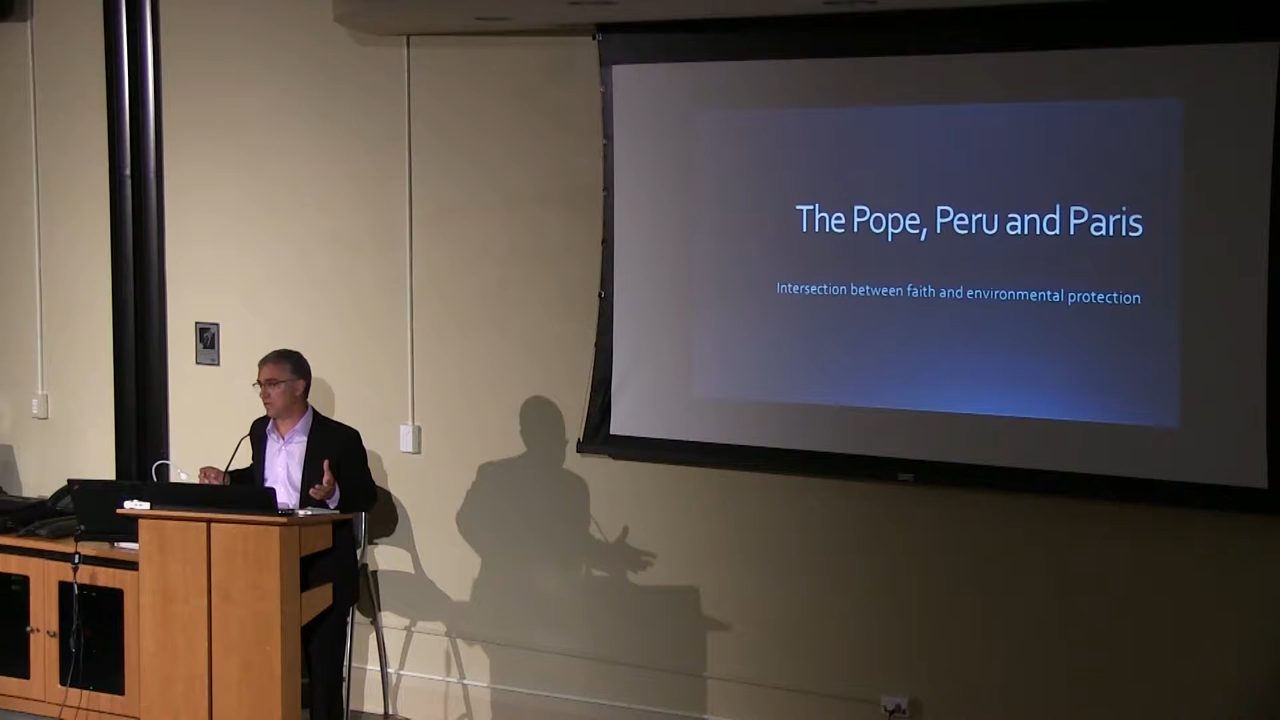 The Pope, Peru and Paris
Intersection between faith and environmental protection